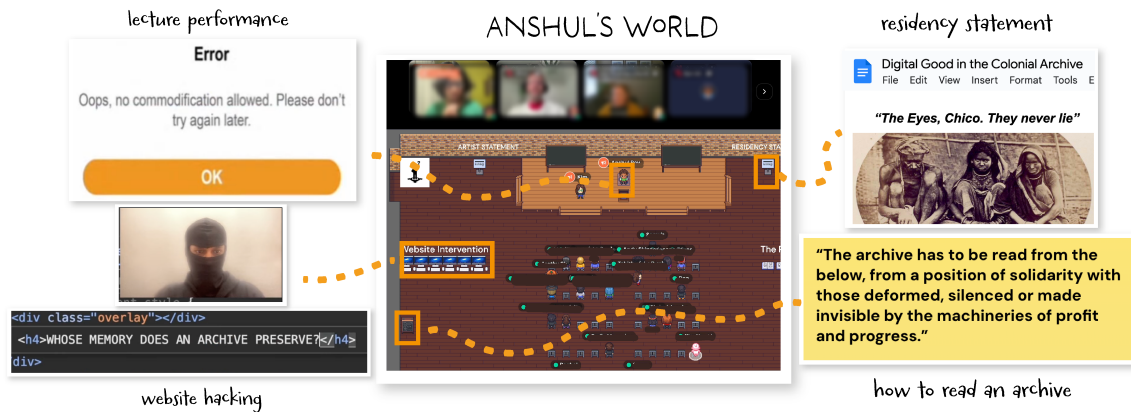 lecture performance
ANSHUL'S WORLD
residency statement
Error
Oops, no commodification allowed. Please don't
try again later.
OK
Digital Good in the Colonial Archive
File Edit View Insert Format Tools E
"The Eyes, Chico. They never lie"
ARTIST STATEMENT
RESIDENCY STA
Website Intervention
The F
<div class="overlay"></div>
<h4>WHOSE MEMORY DOES AN ARCHIVE PRESERVE?</h4>
div>
website hacking
"The archive has to be read from the
below, from a position of solidarity with
those deformed, silenced or made
invisible by the machineries of profit
and progress."
how to read an archive